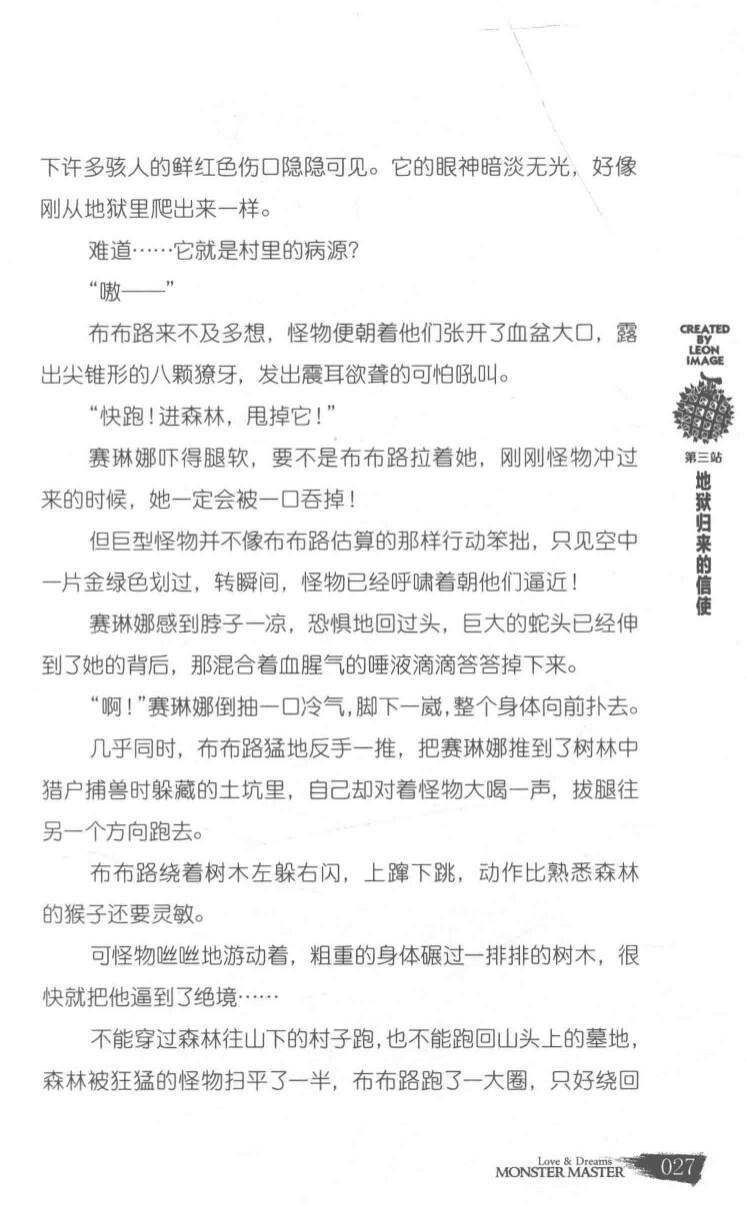 下许多骇人的鲜红色伤口隐隐可见。它的眼神暗淡无光，好像
刚从地狱里爬出来一样。
难道……它就是村里的病源？
“嗷——”
布布路来不及多想，怪物便朝着他们张开了血盆大口，露
出尖锥形的八颗獠牙，发出震耳欲聋的可怕吼叫。
“快跑！进森林，甩掉它！”
赛琳娜吓得腿软，要不是布布路拉着她，刚刚怪物冲过
来的时候，她一定会被一口吞掉！
但巨型怪物并不像布布路估算的那样行动笨拙，只见空中
一片金绿色划过，转瞬间，怪物已经呼啸着朝他们逼近！
赛琳娜感到脖子一凉，恐惧地回过头，巨大的蛇头已经伸
到了她的背后，那混合着血腥气的唾液滴滴答答掉下来。
“啊！”赛琳娜倒抽一口冷气，脚下一崴，整个身体向前扑去。
几乎同时，布布路猛地反手一推，把赛琳娜推到了树林中
猎户捕兽时躲藏的土坑里，自己却对着怪物大喝一声，拔腿往
另一个方向跑去。
布布路绕着树木左躲右闪，上蹿下跳，动作比熟悉森林
的猴子还要灵敏。
可怪物咝咝地游动着，粗重的身体碾过一排排的树木，很
快就把他逼到了绝境……
不能穿过森林往山下的村子跑，也不能跑回山头上的墓地，
森林被狂猛的怪物扫平了一半，布布路跑了一大圈，只好绕回
CREATED
BY
LEON
IMAGE
第三站
地狱归来的信使
Love & Dreams
MONSTER MASTER
027